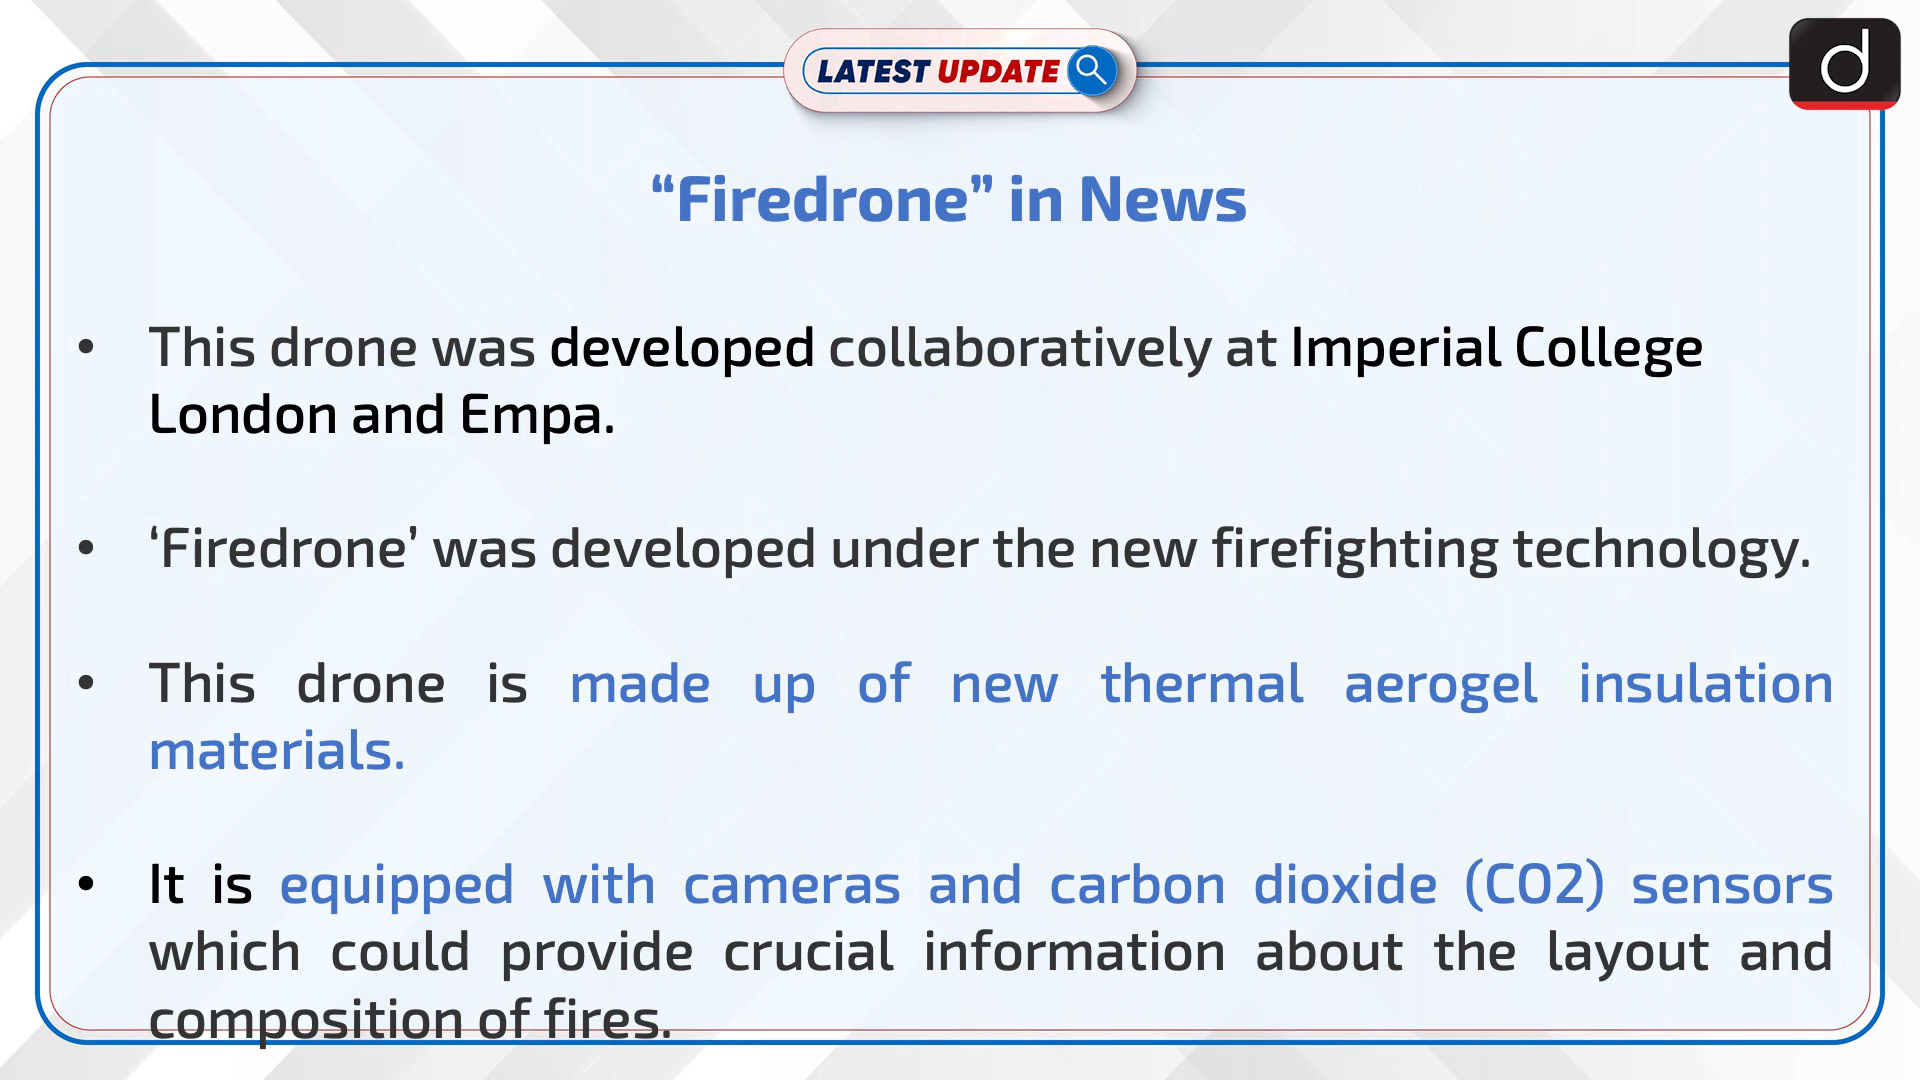 LATEST UPDATE
d
“Firedrone” in News
• This drone was developed collaboratively at Imperial College
London and Empa.
• ‘Firedrone’ was developed under the new firefighting technology.
• This drone is made up of new thermal aerogel insulation
materials.
• It is equipped with cameras and carbon dioxide (CO2) sensors
which could provide crucial information about the layout and
composition of fires.